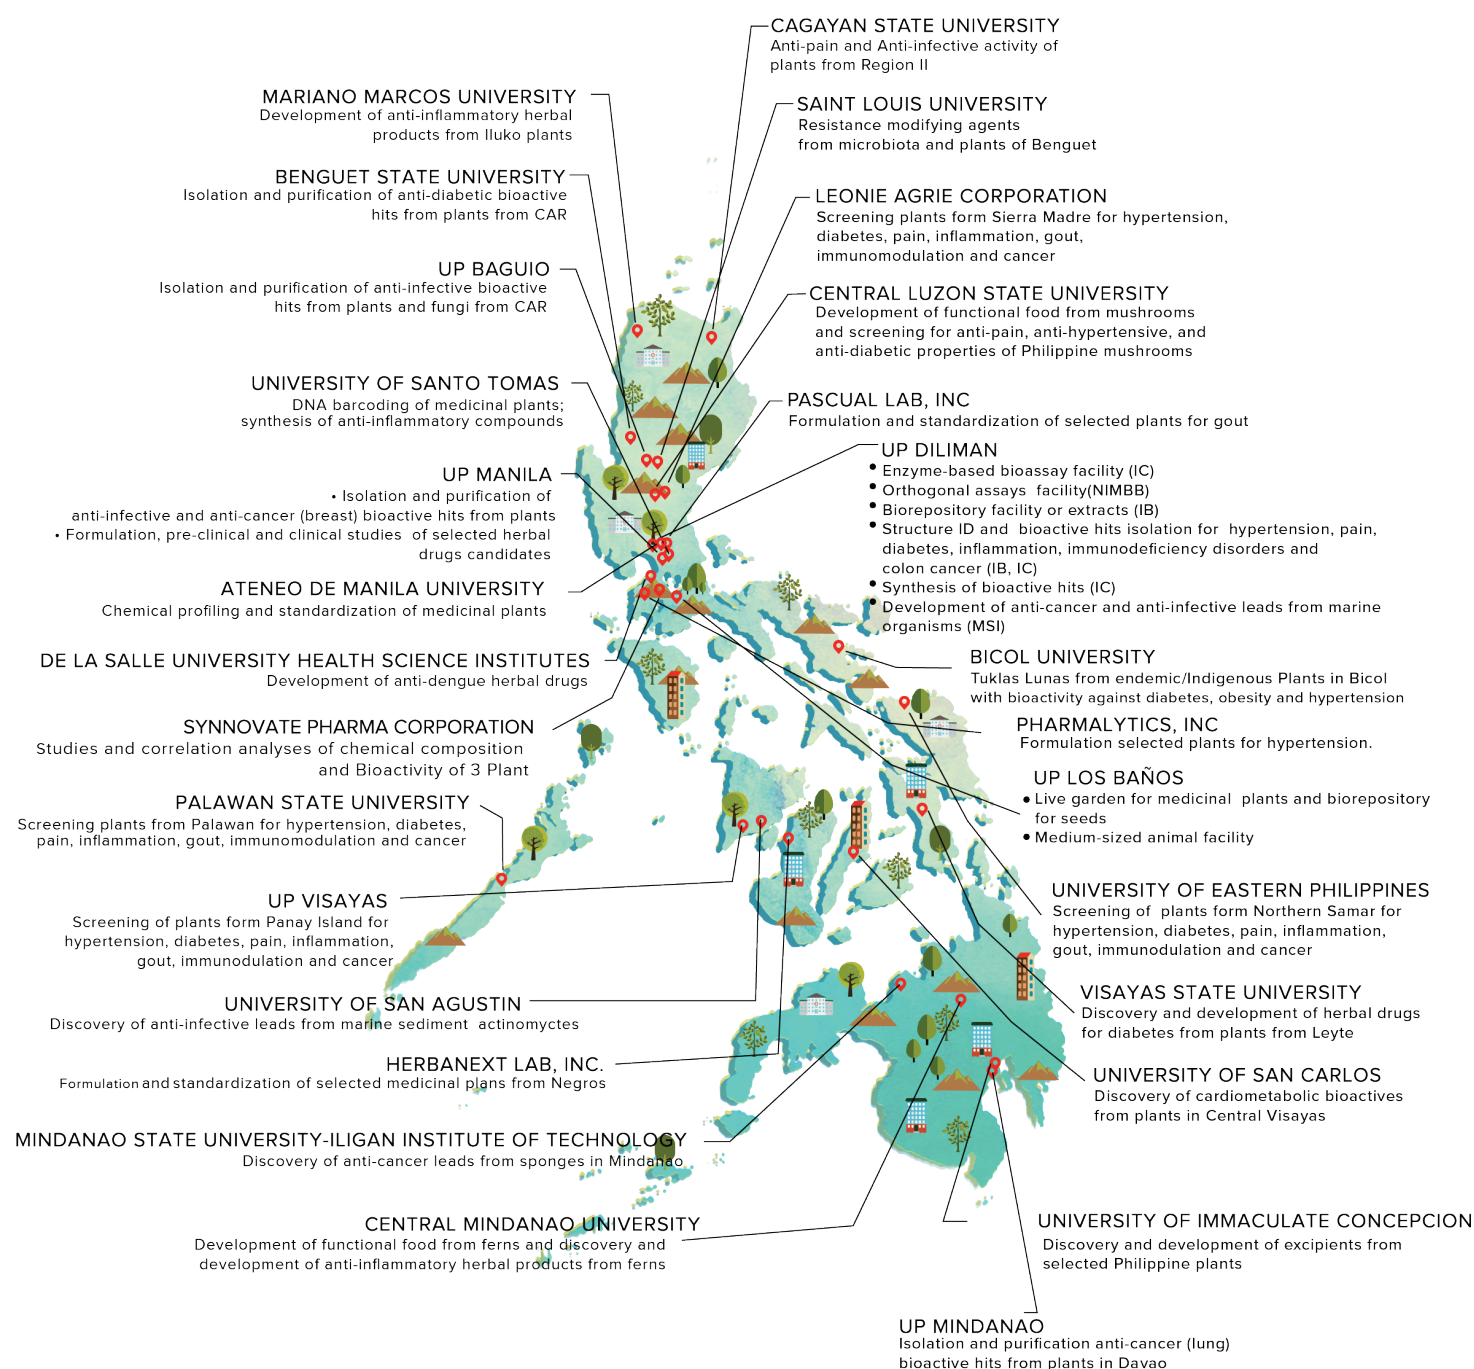 CAGAYAN STATE UNIVERSITY
Anti-pain and Anti-infective activity of
plants from Region II
MARIANO MARCOS UNIVERSITY
Development of anti-inflammatory herbal
products from Iluko plants
SAINT LOUIS UNIVERSITY
Resistance modifying agents
from microbiota and plants of Benguet
BENGUET STATE UNIVERSITY
Isolation and purification of anti-diabetic bioactive
hits from plants from CAR
LEONIE AGRIE CORPORATION
Screening plants form Sierra Madre for hypertension,
diabetes, pain, inflammation, gout,
immunomodulation and cancer
UP BAGUIO
Isolation and purification of anti-infective bioactive
hits from plants and fungi from CAR
CENTRAL LUZON STATE UNIVERSITY
Development of functional food from mushrooms
and screening for anti-pain, anti-hypertensive, and
anti-diabetic properties of Philippine mushrooms
UNIVERSITY OF SANTO TOMAS
DNA barcoding of medicinal plants;
synthesis of anti-inflammatory compounds
PASCUAL LAB, INC
Formulation and standardization of selected plants for gout
UP MANILA
• Isolation and purification of
anti-infective and anti-cancer (breast) bioactive hits from plants
• Formulation, pre-clinical and clinical studies of selected herbal
drugs candidates
UP DILIMAN
• Enzyme-based bioassay facility (IC)
• Orthogonal assays facility(NIMBB)
• Biorepository facility or extracts (IB)
• Structure ID and bioactive hits isolation for hypertension, pain,
diabetes, inflammation, immunodeficiency disorders and
colon cancer (IB, IC)
• Synthesis of bioactive hits (IC)
• Development of anti-cancer and anti-infective leads from marine
organisms (MSI)
ATENEO DE MANILA UNIVERSITY
Chemical profiling and standardization of medicinal plants
DE LA SALLE UNIVERSITY HEALTH SCIENCE INSTITUTES
Development of anti-dengue herbal drugs
BICOL UNIVERSITY
Tuklas Lunas from endemic/Indigenous Plants in Bicol
with bioactivity against diabetes, obesity and hypertension
SYNNOVATE PHARMA CORPORATION
Studies and correlation analyses of chemical composition
and Bioactivity of 3 Plant
PHARMALYTICS, INC
Formulation selected plants for hypertension.
UP LOS BAÑOS
• Live garden for medicinal plants and biorepository
for seeds
• Medium-sized animal facility
PALAWAN STATE UNIVERSITY
Screening plants from Palawan for hypertension, diabetes,
pain, inflammation, gout, immunomodulation and cancer
UP VISAYAS
Screening of plants form Panay Island for
hypertension, diabetes, pain, inflammation,
gout, immunodulation and cancer
UNIVERSITY OF EASTERN PHILIPPINES
Screening of plants form Northern Samar for
hypertension, diabetes, pain, inflammation,
gout, immunodulation and cancer
UNIVERSITY OF SAN AGUSTIN
Discovery of anti-infective leads from marine sediment actinomyctes
VISAYAS STATE UNIVERSITY
Discovery and development of herbal drugs
for diabetes from plants from Leyte
HERBANEXT LAB, INC.
Formulation and standardization of selected medicinal plans from Negros
UNIVERSITY OF SAN CARLOS
Discovery of cardiometabolic bioactives
from plants in Central Visayas
MINDANAO STATE UNIVERSITY-ILIGAN INSTITUTE OF TECHNOLOGY
Discovery of anti-cancer leads from sponges in Mindanao
CENTRAL MINDANAO UNIVERSITY
Development of functional food from ferns and discovery and
development of anti-inflammatory herbal products from ferns
UNIVERSITY OF IMMACULATE CONCEPCION
Discovery and development of excipients from
selected Philippine plants
UP MINDANAO
Isolation and purification anti-cancer (lung)
bioactive hits from plants in Davao